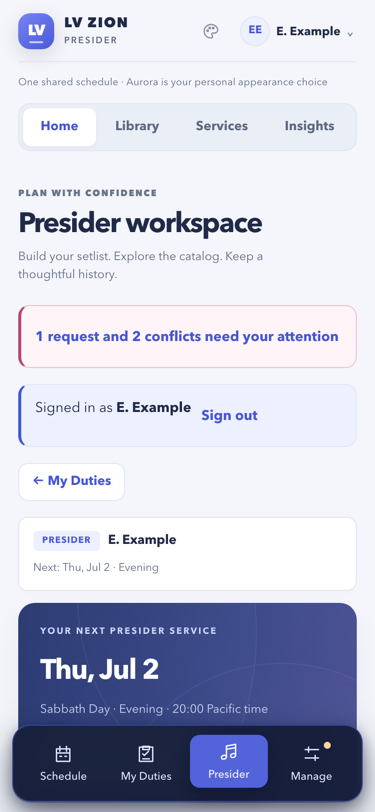 LV
LV ZION
PRESIDER
EE
E. Example
One shared schedule · Aurora is your personal appearance choice
Home
Library
Services
Insights
PLAN WITH CONFIDENCE
Presider workspace
Build your setlist. Explore the catalog. Keep a
thoughtful history.
1 request and 2 conflicts need your attention
Signed in as E. Example
Sign out
← My Duties
PRESIDER E. Example
Next: Thu, Jul 2 · Evening
YOUR NEXT PRESIDER SERVICE
Thu, Jul 2
Sabbath Day · Evening · 20:00 Pacific time
Schedule
My Duties
Presider
Manage